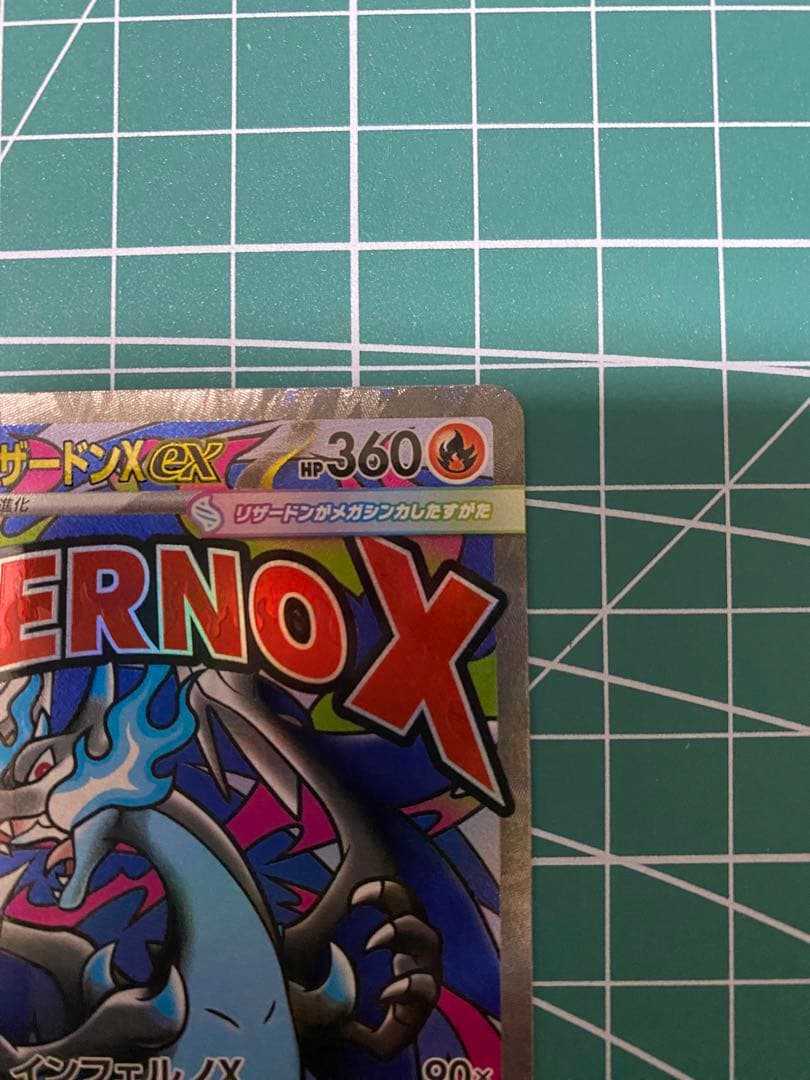 ザードンXex HP360
進化
リザードンがメガシンカしたすがた
ERNOX
インフェルノX 90×